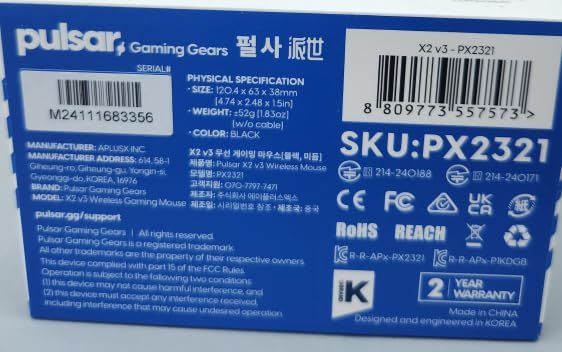 pulsar Gaming Gears 펄사 派世
SERIAL#
M24111683356
PHYSICAL SPECIFICATION
• SIZE: 120.4 x 63 x 38mm
[4.74 x 2.48 x 1.5in]
• WEIGHT: ±52g [1.83oz]
(w/o cable)
• COLOR: BLACK
X2 v3 - PX2321
8 809773 557573 >
SKU:PX2321
MANUFACTURER: APLUSX INC.
MANUFACTURER ADDRESS: 614, 58-1
Giheung-ro, Giheung-gu, Yongin-si,
Gyeonggi-do, KOREA, 16976
BRAND: Pulsar Gaming Gears
MODEL: X2 v3 Wireless Gaming Mouse
X2 v3 무선 게이밍 마우스[블랙, 미듐]
제품명: Pulsar X2 v3 Wireless Gaming Mouse
모델명: PX2321
고객지원: 070-7797-7471
제조자: 주식회사 에이플러스엑스
제조일: 시리얼번호 참조 • 제조국: 중국
214-240188
214-240171
CE FC UK CA 紙
RoHS REACH
R-R-APx-PX2321
R-R-APx-P1KDGB
pulsar.gg/support
Pulsar Gaming Gears | All rights reserved.
Pulsar Gaming Gears is a registered trademark.
All other trademarks are the property of their respective owners.
This device complied with part 15 of the FCC Rules
Operation is subject to the following two conditions
(1) this device may not cause harmful interference, and
(2) this device must accept any interference received,
including interference that may cause undesired operation.
K
2 YEAR
WARRANTY
Made in CHINA
Designed and engineered in KOREA